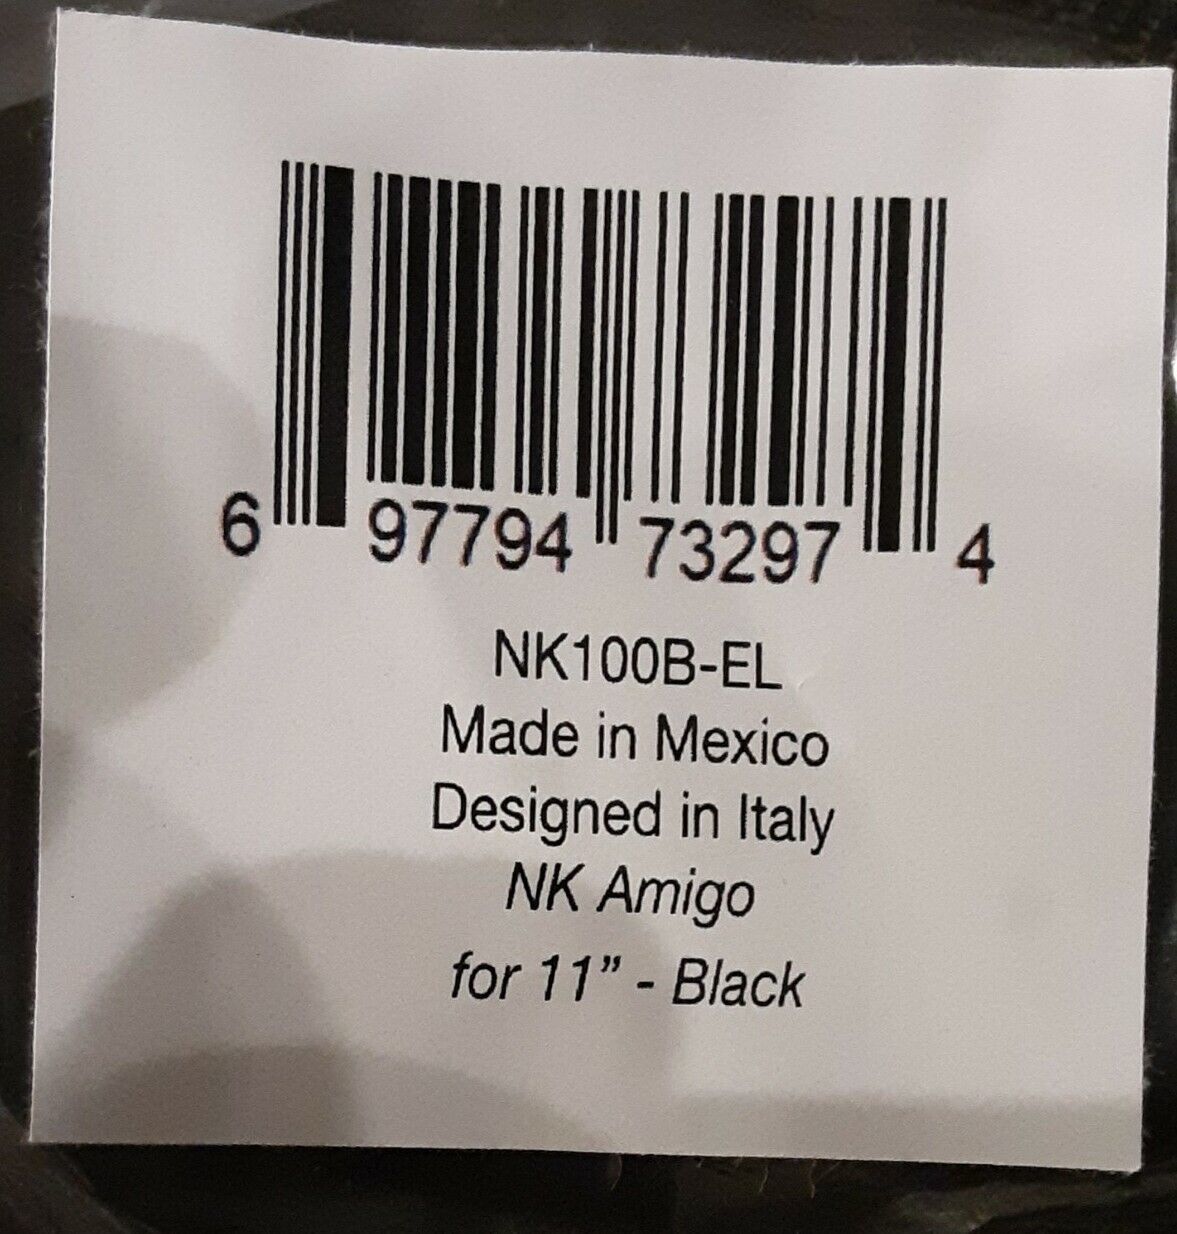 6 97794 73297 4
NK100B-EL
Made in Mexico
Designed in Italy
NK Amigo
for 11” - Black